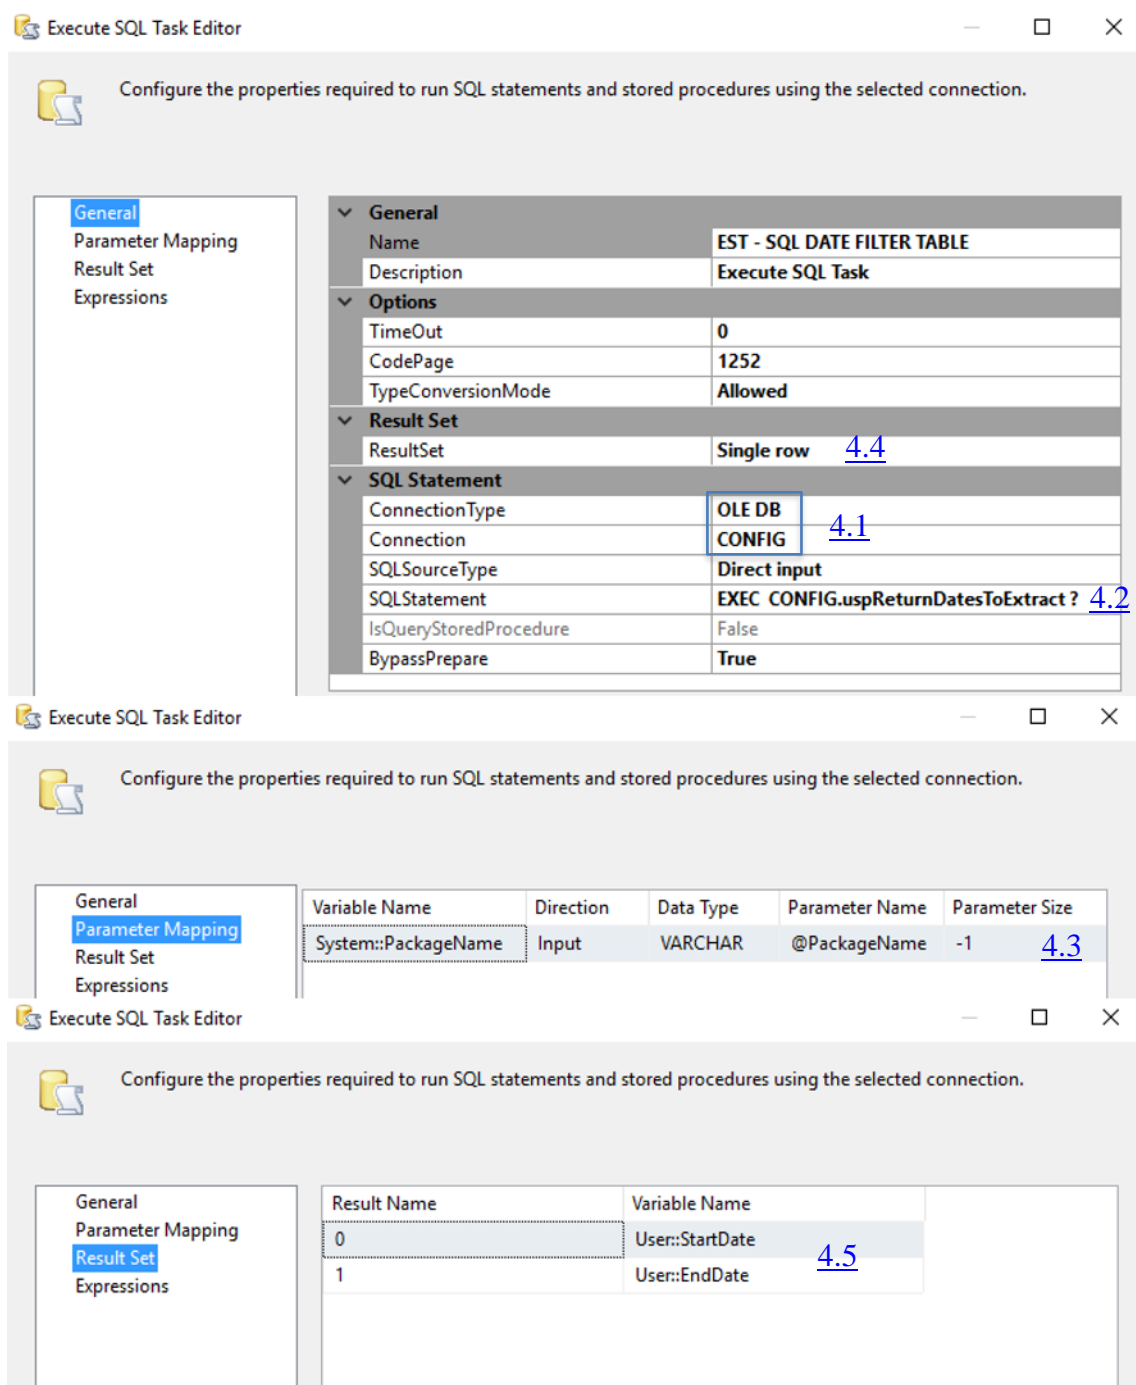 Execute SQL Task Editor
Configure the properties required to run SQL statements and stored procedures using the selected connection.
General
Parameter Mapping
Result Set
Expressions
General
Name EST - SQL DATE FILTER TABLE
Description Execute SQL Task
Options
TimeOut 0
CodePage 1252
TypeConversionMode Allowed
Result Set
ResultSet Single row 4.4
SQL Statement
ConnectionType OLE DB
Connection CONFIG 4.1
SQLSourceType Direct input
SQLStatement EXEC CONFIG.uspReturnDatesToExtract ? 4.2
IsQueryStoredProcedure False
BypassPrepare True
Execute SQL Task Editor
Configure the properties required to run SQL statements and stored procedures using the selected connection.
General
Parameter Mapping
Result Set
Expressions
Variable Name Direction Data Type Parameter Name Parameter Size
System::PackageName Input VARCHAR @PackageName -1 4.3
Execute SQL Task Editor
Configure the properties required to run SQL statements and stored procedures using the selected connection.
General
Parameter Mapping
Result Set
Expressions
Result Name Variable Name
0 User::StartDate
1 User::EndDate 4.5